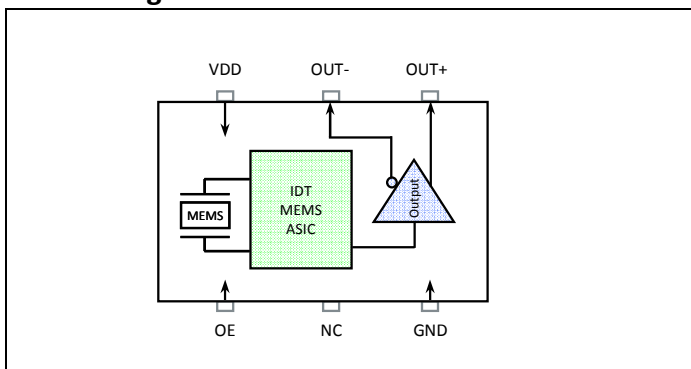 VDD OUT- OUT+
IDT
MEMS
ASIC
MEMS
Output
OE NC GND